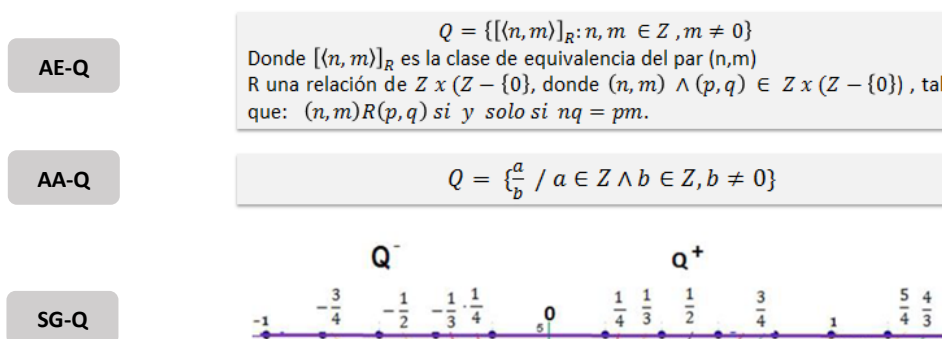 AE-Q
Q = {[⟨n, m⟩]_R: n, m ∈ Z , m ≠ 0}
Donde [⟨n, m⟩]_R es la clase de equivalencia del par (n,m)
R una relación de Z x (Z − {0}, donde (n, m) ∧ (p, q) ∈ Z x (Z − {0}) , tal
que: (n, m)R(p, q) si y solo si nq = pm.
AA-Q
Q = {a/b / a ∈ Z ∧ b ∈ Z, b ≠ 0}
Q⁻ Q⁺
SG-Q
-1 −3/4 −1/2 −1/3 ·1/4 0 1/4 1/3 1/2 3/4 1 5/4 4/3
5